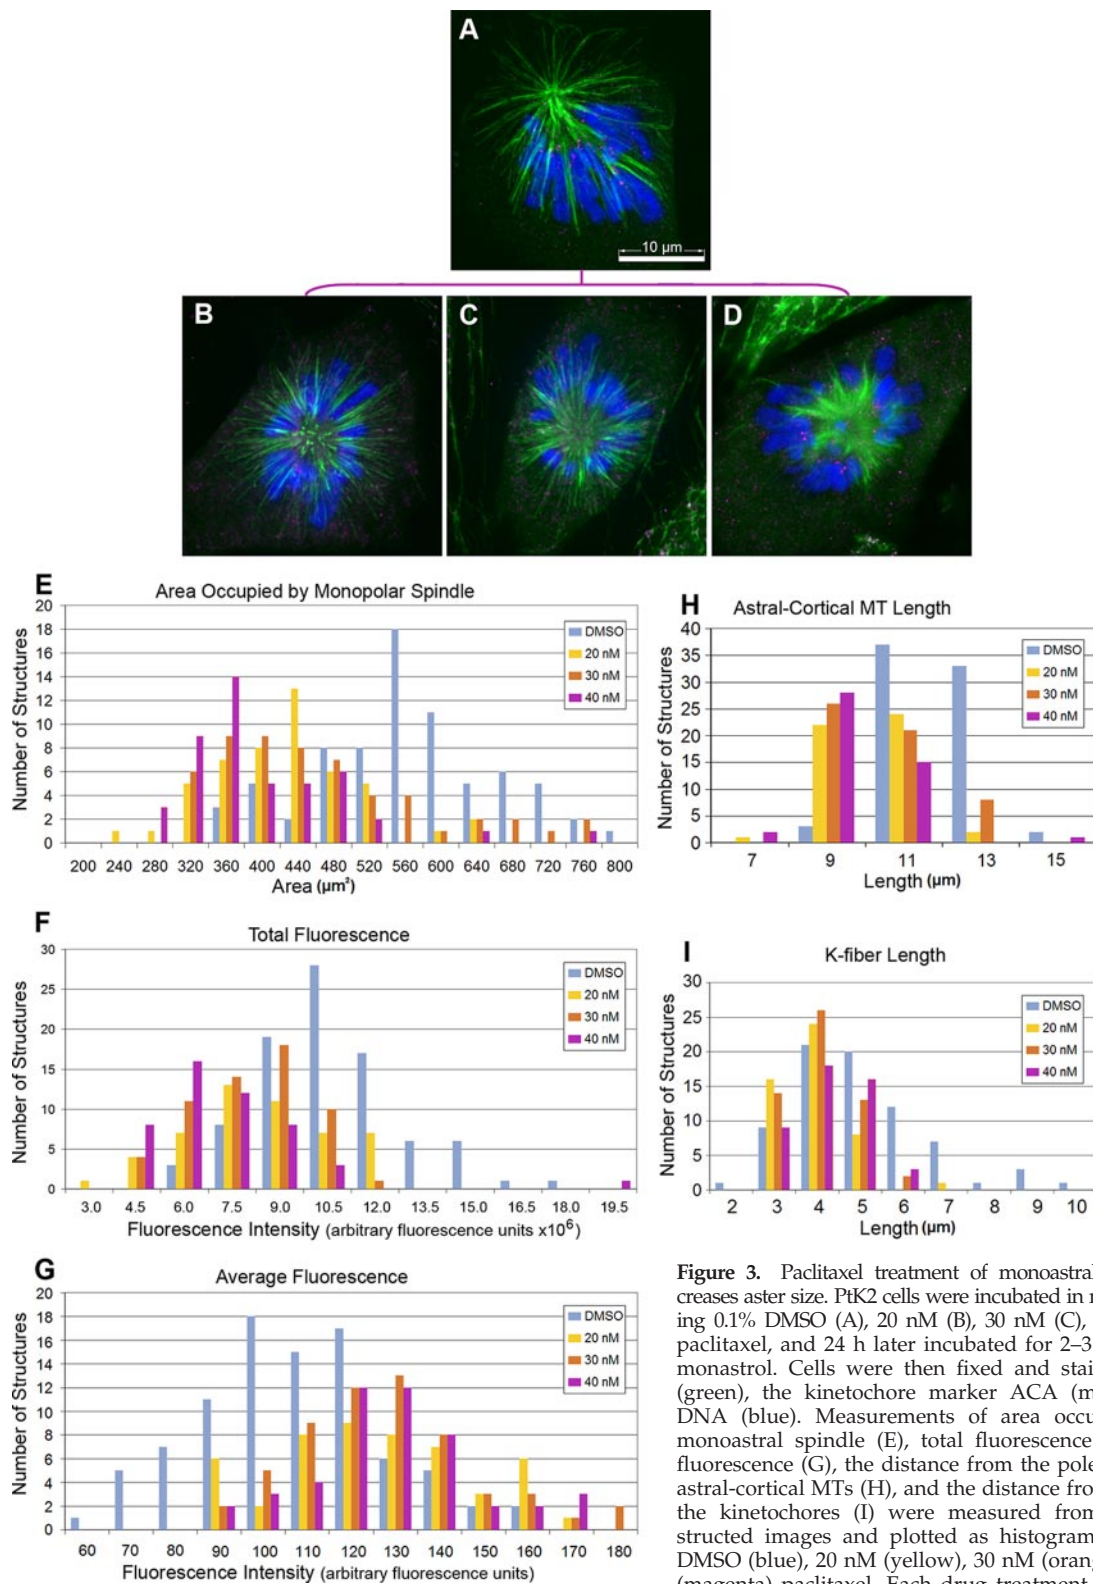 A
10 µm
B
C
D
E
Area Occupied by Monopolar Spindle
Number of Structures
20
18
16
14
12
10
8
6
4
2
0
DMSO
20 nM
30 nM
40 nM
200 240 280 320 360 400 440 480 520 560 600 640 680 720 760 800
Area (µm²)
F
Total Fluorescence
Number of Structures
30
25
20
15
10
5
0
DMSO
20 nM
30 nM
40 nM
3.0 4.5 6.0 7.5 9.0 10.5 12.0 13.5 15.0 16.5 18.0 19.5
Fluorescence Intensity (arbitrary fluorescence units x10⁶)
G
Average Fluorescence
Number of Structures
20
18
16
14
12
10
8
6
4
2
0
DMSO
20 nM
30 nM
40 nM
60 70 80 90 100 110 120 130 140 150 160 170 180
Fluorescence Intensity (arbitrary units)
H
Astral-Cortical MT Length
Number of Structures
40
35
30
25
20
15
10
5
0
DMSO
20 nM
30 nM
40 nM
7 9 11 13 15
Length (µm)
I
K-fiber Length
Number of Structures
30
25
20
15
10
5
0
DMSO
20 nM
30 nM
40 nM
2 3 4 5 6 7 8 9 10
Length (µm)
Figure 3. Paclitaxel treatment of monoastral
creases aster size. PtK2 cells were incubated in
ing 0.1% DMSO (A), 20 nM (B), 30 nM (C),
paclitaxel, and 24 h later incubated for 2–3
monastrol. Cells were then fixed and stai
(green), the kinetochore marker ACA (m
DNA (blue). Measurements of area occu
monoastral spindle (E), total fluorescence
fluorescence (G), the distance from the pole
astral-cortical MTs (H), and the distance fro
the kinetochores (I) were measured from
structed images and plotted as histogram
DMSO (blue), 20 nM (yellow), 30 nM (orang
(magenta) paclitaxel. Each drug treatment